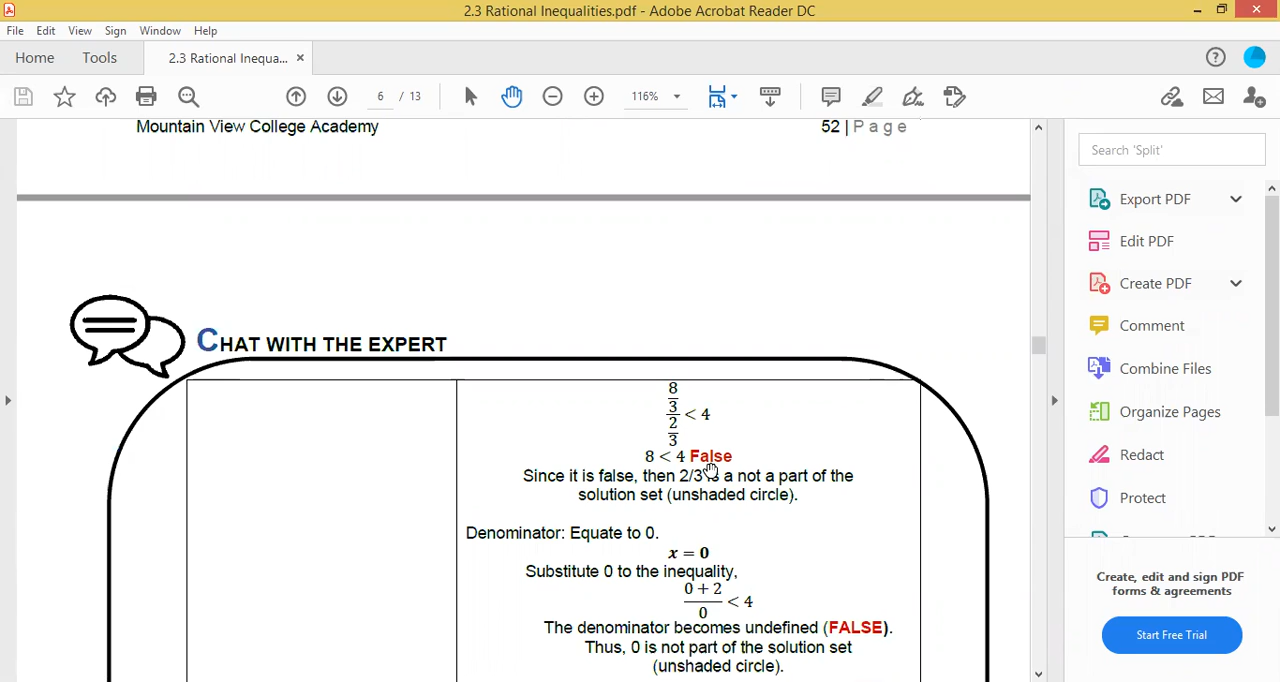 2.3 Rational Inequalities.pdf - Adobe Acrobat Reader DC
File Edit View Sign Window Help
Home Tools 2.3 Rational Inequa... ×
6 / 13 116%
Mountain View College Academy 52 | P a g e
Search 'Split'
Export PDF
Edit PDF
Create PDF
Comment
Combine Files
Organize Pages
Redact
Protect
Create, edit and sign PDF
forms & agreements
Start Free Trial
CHAT WITH THE EXPERT
8
3
< 4
2
3
8 < 4 False
Since it is false, then 2/3 is a not a part of the
solution set (unshaded circle).
Denominator: Equate to 0.
x = 0
Substitute 0 to the inequality,
0 + 2
< 4
0
The denominator becomes undefined (FALSE).
Thus, 0 is not part of the solution set
(unshaded circle).